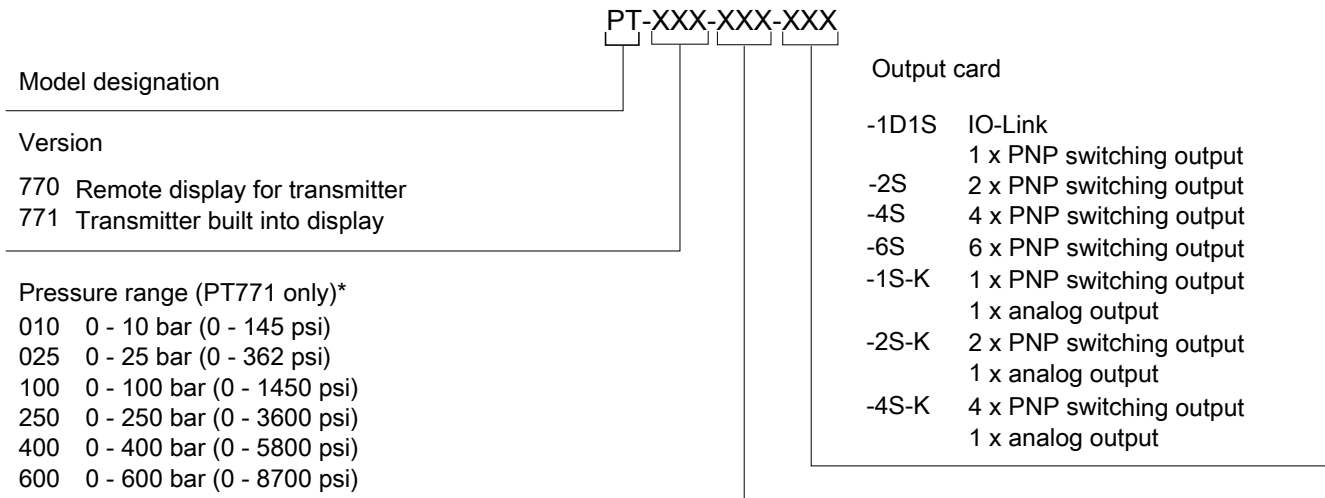 PT-XXX-XXX-XXX
Model designation
Version
770 Remote display for transmitter
771 Transmitter built into display
Pressure range (PT771 only)*
010 0 - 10 bar (0 - 145 psi)
025 0 - 25 bar (0 - 362 psi)
100 0 - 100 bar (0 - 1450 psi)
250 0 - 250 bar (0 - 3600 psi)
400 0 - 400 bar (0 - 5800 psi)
600 0 - 600 bar (0 - 8700 psi)
Output card
-1D1S IO-Link
1 x PNP switching output
-2S 2 x PNP switching output
-4S 4 x PNP switching output
-6S 6 x PNP switching output
-1S-K 1 x PNP switching output
1 x analog output
-2S-K 2 x PNP switching output
1 x analog output
-4S-K 4 x PNP switching output
1 x analog output